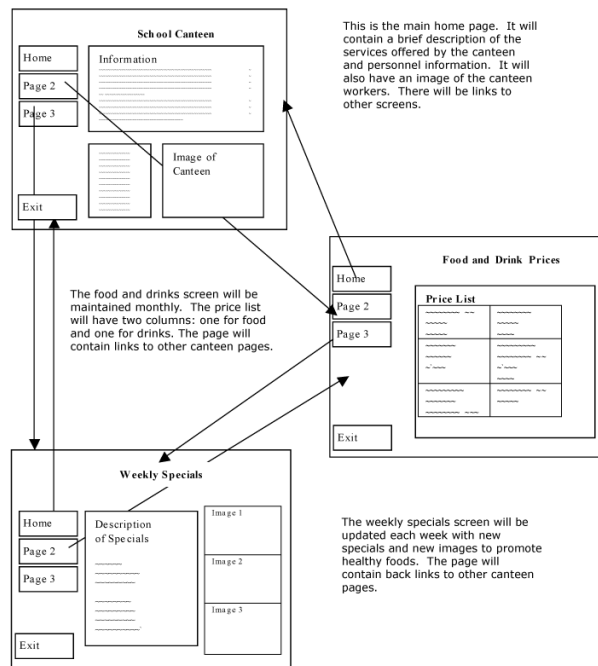 School Canteen
Home
Page 2
Page 3
Exit
Information
Image of
Canteen
This is the main home page. It will
contain a brief description of the
services offered by the canteen
and personnel information. It will
also have an image of the canteen
workers. There will be links to
other screens.
Food and Drink Prices
Home
Page 2
Page 3
Exit
Price List
The food and drinks screen will be
maintained monthly. The price list
will have two columns: one for food
and one for drinks. The page will
contain links to other canteen pages.
Weekly Specials
Home
Page 2
Page 3
Exit
Description
of Specials
Image 1
Image 2
Image 3
The weekly specials screen will be
updated each week with new
specials and new images to promote
healthy foods. The page will
contain back links to other canteen
pages.